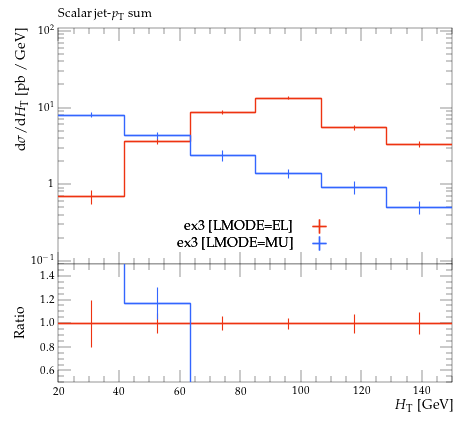 Scalar jet-pT sum
dσ/dHT [pb / GeV]
10²
10¹
1
10⁻¹
ex3 [LMODE=EL]
ex3 [LMODE=MU]
Ratio
1.4
1.2
1.0
0.8
0.6
20 40 60 80 100 120 140
HT [GeV]